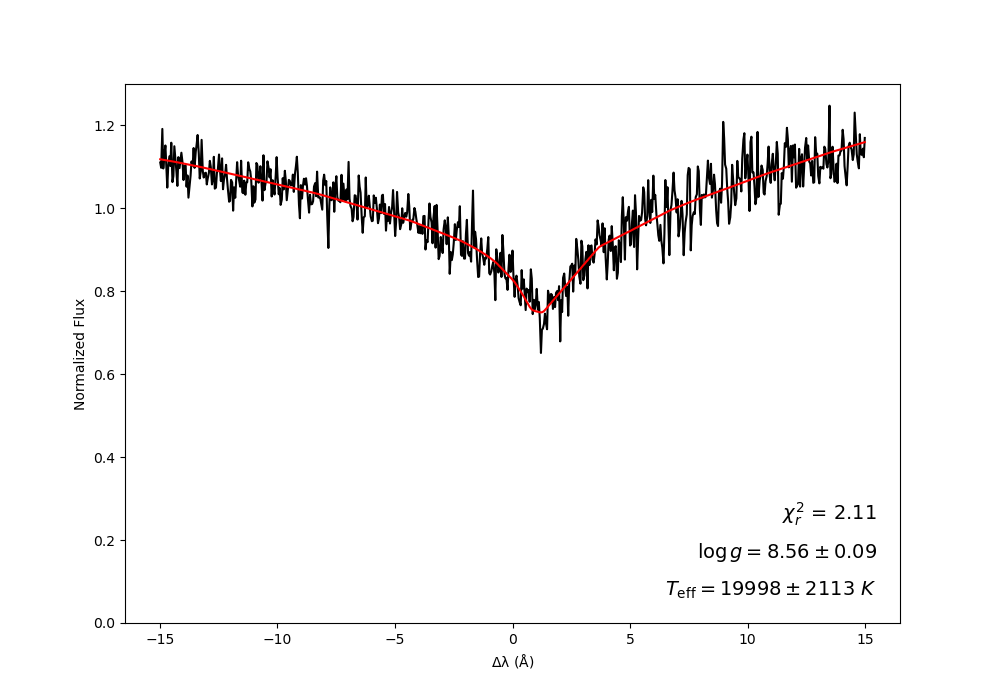 1.2
1.0
0.8
0.6
0.4
0.2
0.0
Normalized Flux
χ²ᵣ = 2.11
log g = 8.56 ± 0.09
T_eff = 19998 ± 2113 K
−15 −10 −5 0 5 10 15
Δλ (Å)